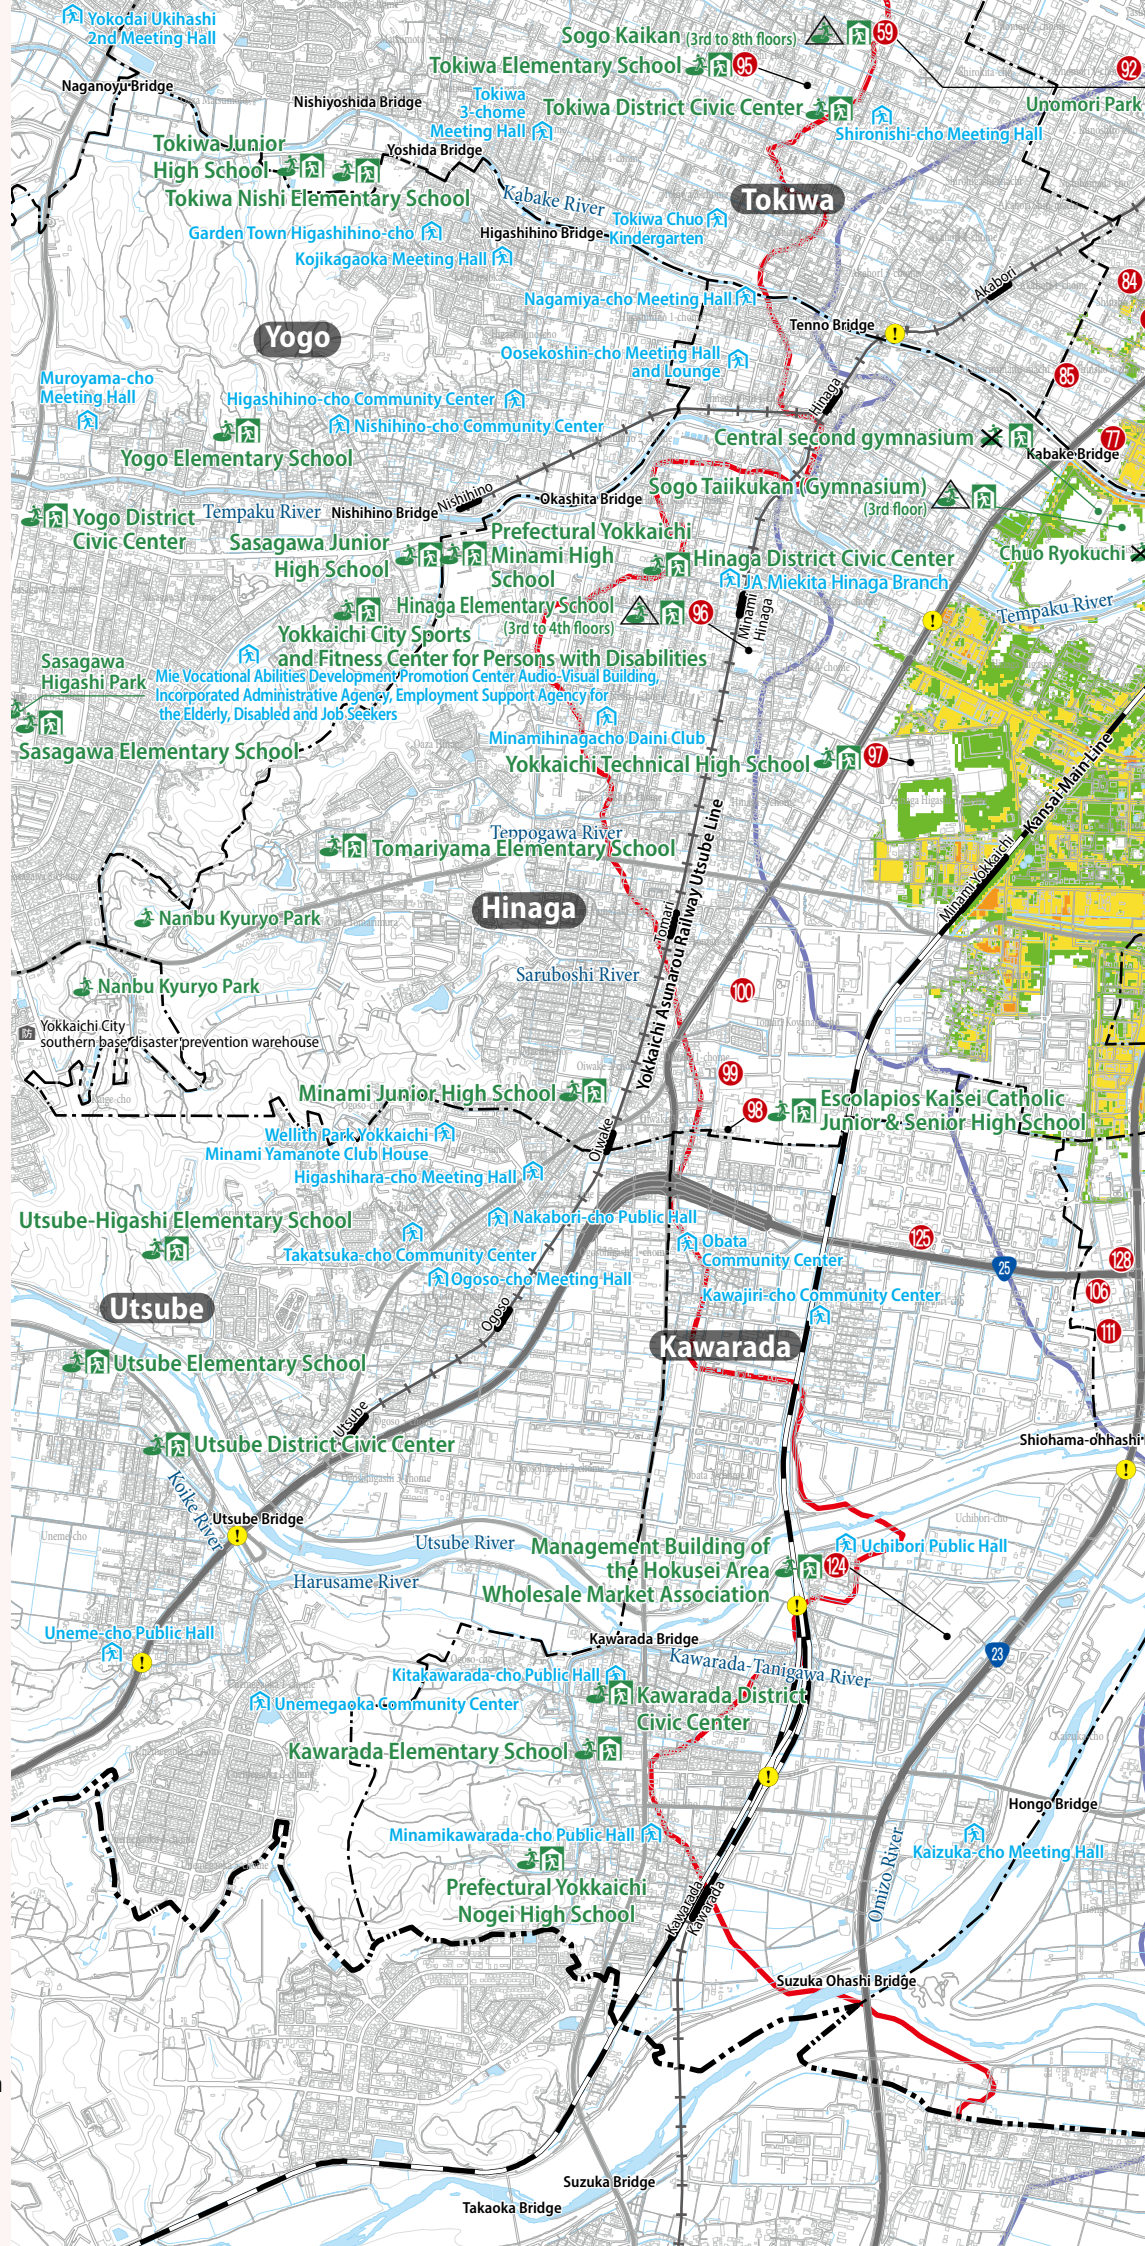 Yokodai Ukihashi
2nd Meeting Hall
Sogo Kaikan (3rd to 8th floors)
59
Tokiwa Elementary School
95
92
Naganoyu Bridge
Nishiyoshida Bridge
Tokiwa
3-chome
Meeting Hall
Tokiwa District Civic Center
Unomori Park
Shironishi-cho Meeting Hall
Tokiwa Junior
High School
Yoshida Bridge
Tokiwa Nishi Elementary School
Kabake River
Tokiwa
Garden Town Higashihino-cho
Higashihino Bridge
Tokiwa Chuo
Kindergarten
Kojikagaoka Meeting Hall
Akabori
84
Nagamiya-cho Meeting Hall
Tenno Bridge
Yogo
Oosekoshin-cho Meeting Hall
and Lounge
85
Muroyama-cho
Meeting Hall
Higashihino-cho Community Center
Hinaga
Nishihino-cho Community Center
Central second gymnasium
77
Kabake Bridge
Yogo Elementary School
Sogo Taiikukan (Gymnasium)
(3rd floor)
Nishihino
Okashita Bridge
Yogo District
Civic Center
Tempaku River
Nishihino Bridge
Sasagawa Junior
High School
Prefectural Yokkaichi
Minami High
School
Hinaga District Civic Center
Chuo Ryokuchi
JA Miekita Hinaga Branch
Hinaga Elementary School
(3rd to 4th floors)
96
Minami
Hinaga
Tempaku River
Yokkaichi City Sports
and Fitness Center for Persons with Disabilities
Sasagawa
Higashi Park
Mie Vocational Abilities Development Promotion Center Audio-Visual Building,
Incorporated Administrative Agency, Employment Support Agency for
the Elderly, Disabled and Job Seekers
Sasagawa Elementary School
Minamihinagacho Daini Club
Yokkaichi Technical High School
97
Kansai Main Line
Teppogawa River
Tomariyama Elementary School
Yokkaichi Asunarou Railway Utsube Line
Minami Yokkaichi
Hinaga
Nanbu Kyuryo Park
Tomari
Saruboshi River
Nanbu Kyuryo Park
100
防
Yokkaichi City
southern base disaster prevention warehouse
99
Minami Junior High School
98
Escolapios Kaisei Catholic
Junior & Senior High School
Wellith Park Yokkaichi
Minami Yamanote Club House
Oiwake
Higashihara-cho Meeting Hall
Utsube-Higashi Elementary School
Nakabori-cho Public Hall
Takatsuka-cho Community Center
Obata
Community Center
125
25
128
Ogoso-cho Meeting Hall
Kawajiri-cho Community Center
106
Utsube
Ogoso
111
Kawarada
Utsube Elementary School
Utsube
Utsube District Civic Center
Shiohama-ohhashi
Koike River
Utsube Bridge
Utsube River
Management Building of
the Hokusei Area
Wholesale Market Association
124
Uchibori Public Hall
Harusame River
Uneme-cho Public Hall
Kawarada Bridge
Kawarada-Tanigawa River
23
Kitakawarada-cho Public Hall
Unemegaoka Community Center
Kawarada District
Civic Center
Kawarada Elementary School
Hongo Bridge
Minamikawarada-cho Public Hall
Kaizuka-cho Meeting Hall
Omizo River
Prefectural Yokkaichi
Nogei High School
Kawarada
Kawarada
Suzuka Ohashi Bridge
Suzuka Bridge
Takaoka Bridge